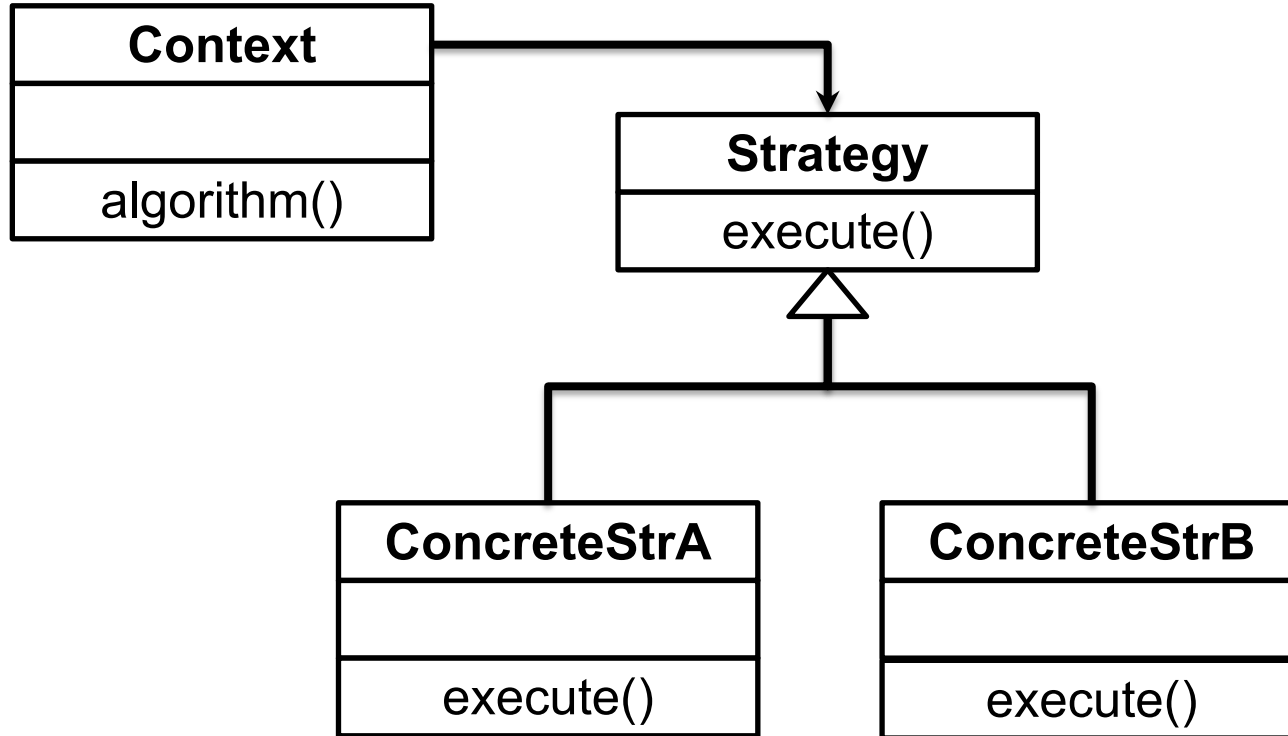 Context
algorithm()
Strategy
execute()
ConcreteStrA
execute()
ConcreteStrB
execute()